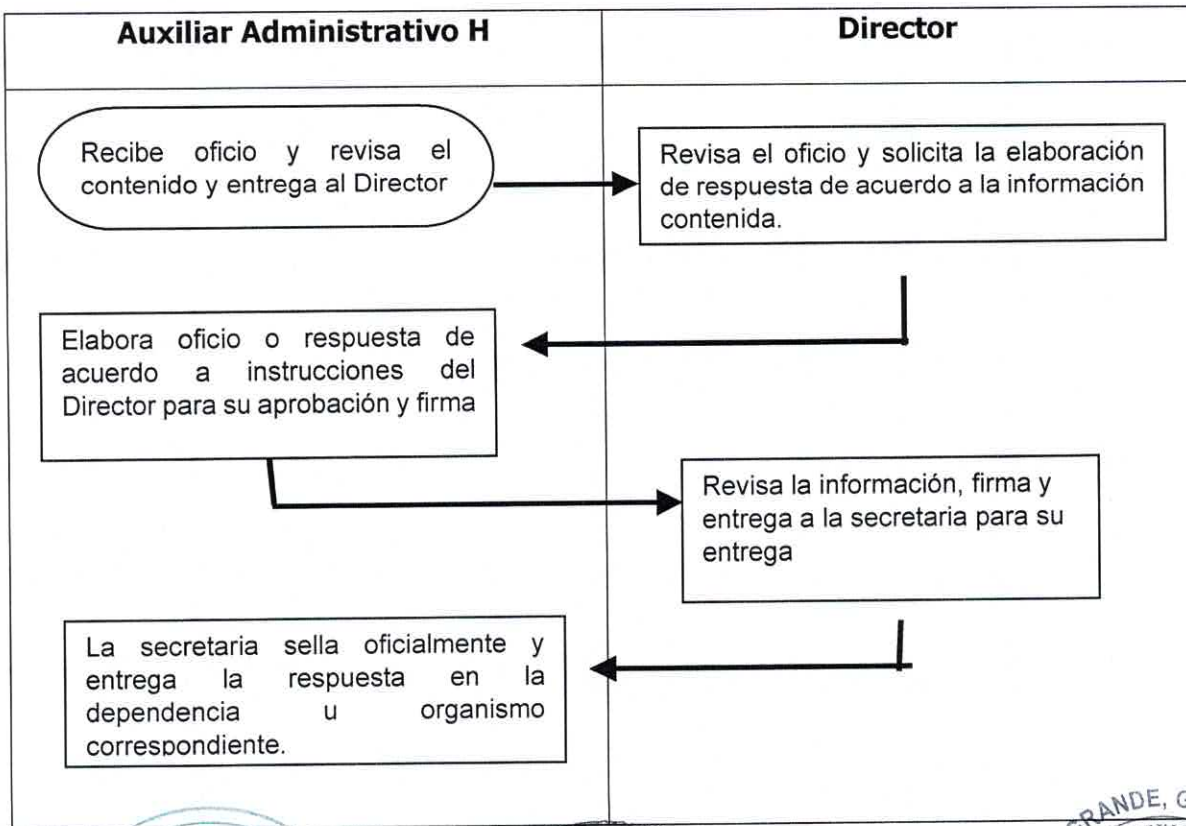 Auxiliar Administrativo H
Director
Recibe oficio y revisa el
contenido y entrega al Director
Revisa el oficio y solicita la elaboración
de respuesta de acuerdo a la información
contenida.
Elabora oficio o respuesta de
acuerdo a instrucciones del
Director para su aprobación y firma
Revisa la información, firma y
entrega a la secretaria para su
entrega
La secretaria sella oficialmente y
entrega la respuesta en la
dependencia u organismo
correspondiente.
RANDE, G